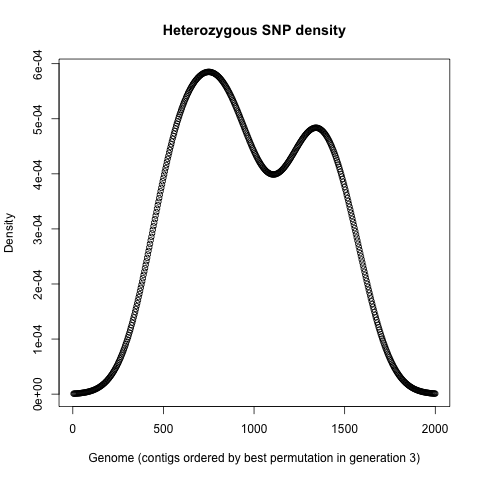 Heterozygous SNP density
6e-04
5e-04
4e-04
3e-04
2e-04
1e-04
0e+00
Density
0 500 1000 1500 2000
Genome (contigs ordered by best permutation in generation 3)